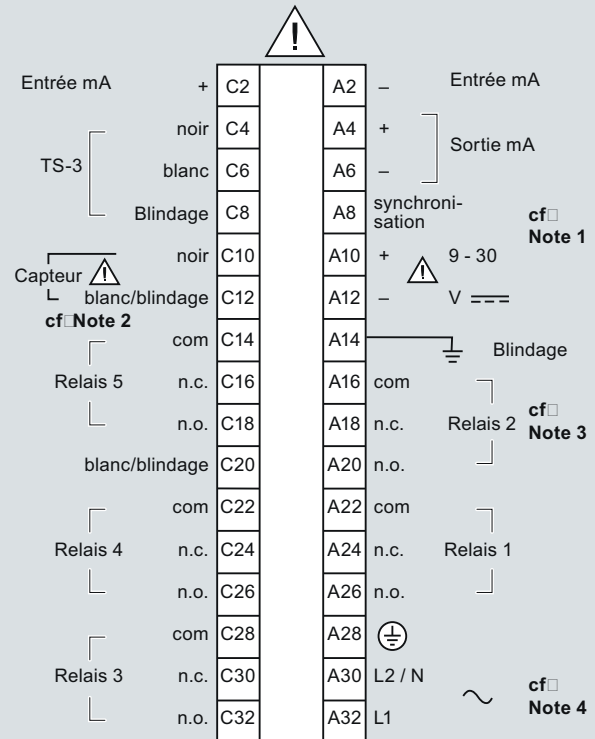 Entrée mA + C2 A2 – Entrée mA
noir C4 A4 +
Sortie mA
TS-3 blanc C6 A6 –
Blindage C8 A8 synchroni-
sation
cf□
Note 1
noir C10 A10 + 9 - 30
Capteur
blanc/blindage C12 A12 – V
cf□Note 2
com C14 A14 Blindage
Relais 5 n.c. C16 A16 com
n.o. C18 A18 n.c. Relais 2 cf□
Note 3
blanc/blindage C20 A20 n.o.
com C22 A22 com
Relais 4 n.c. C24 A24 n.c. Relais 1
n.o. C26 A26 n.o.
com C28 A28
Relais 3 n.c. C30 A30 L2 / N
cf□
Note 4
n.o. C32 A32 L1